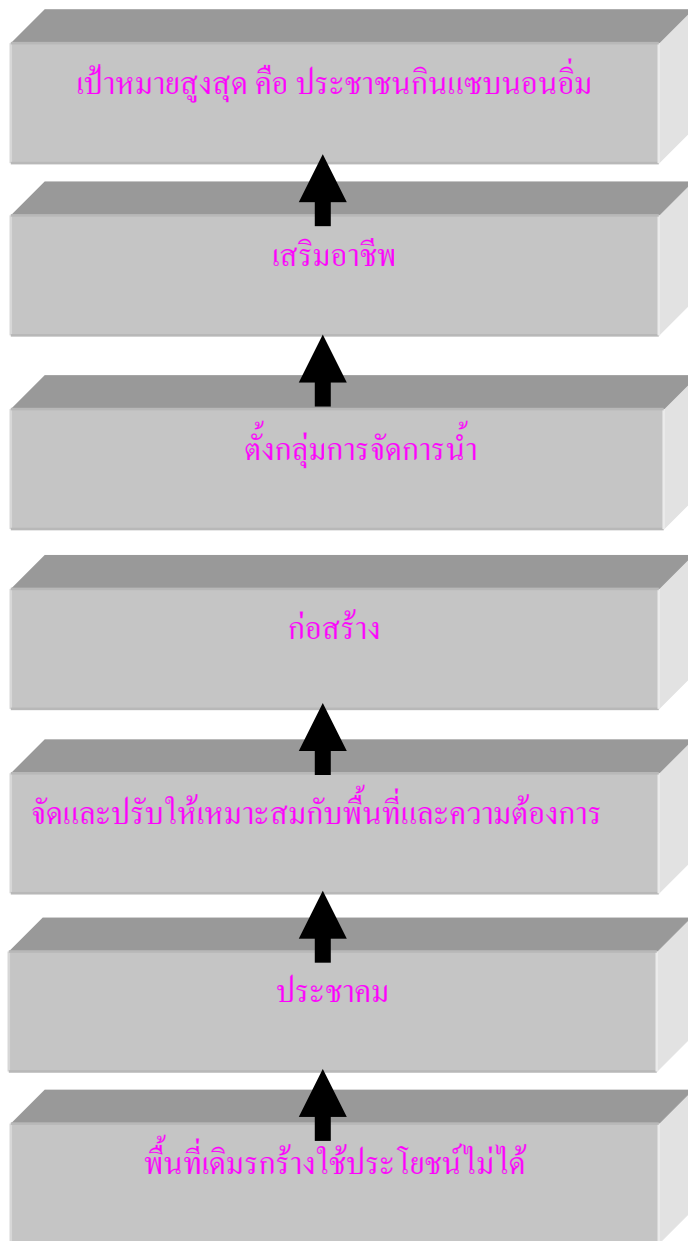 เป้าหมายสูงสุด คือ ประชาชนกินแซบนอนอิ่ม
เสริมอาชีพ
ตั้งกลุ่มการจัดการน้ำ
ก่อสร้าง
จัดและปรับให้เหมาะสมกับพื้นที่และความต้องการ
ประชาคม
พื้นที่เดิมรกร้างใช้ประโยชน์ไม่ได้